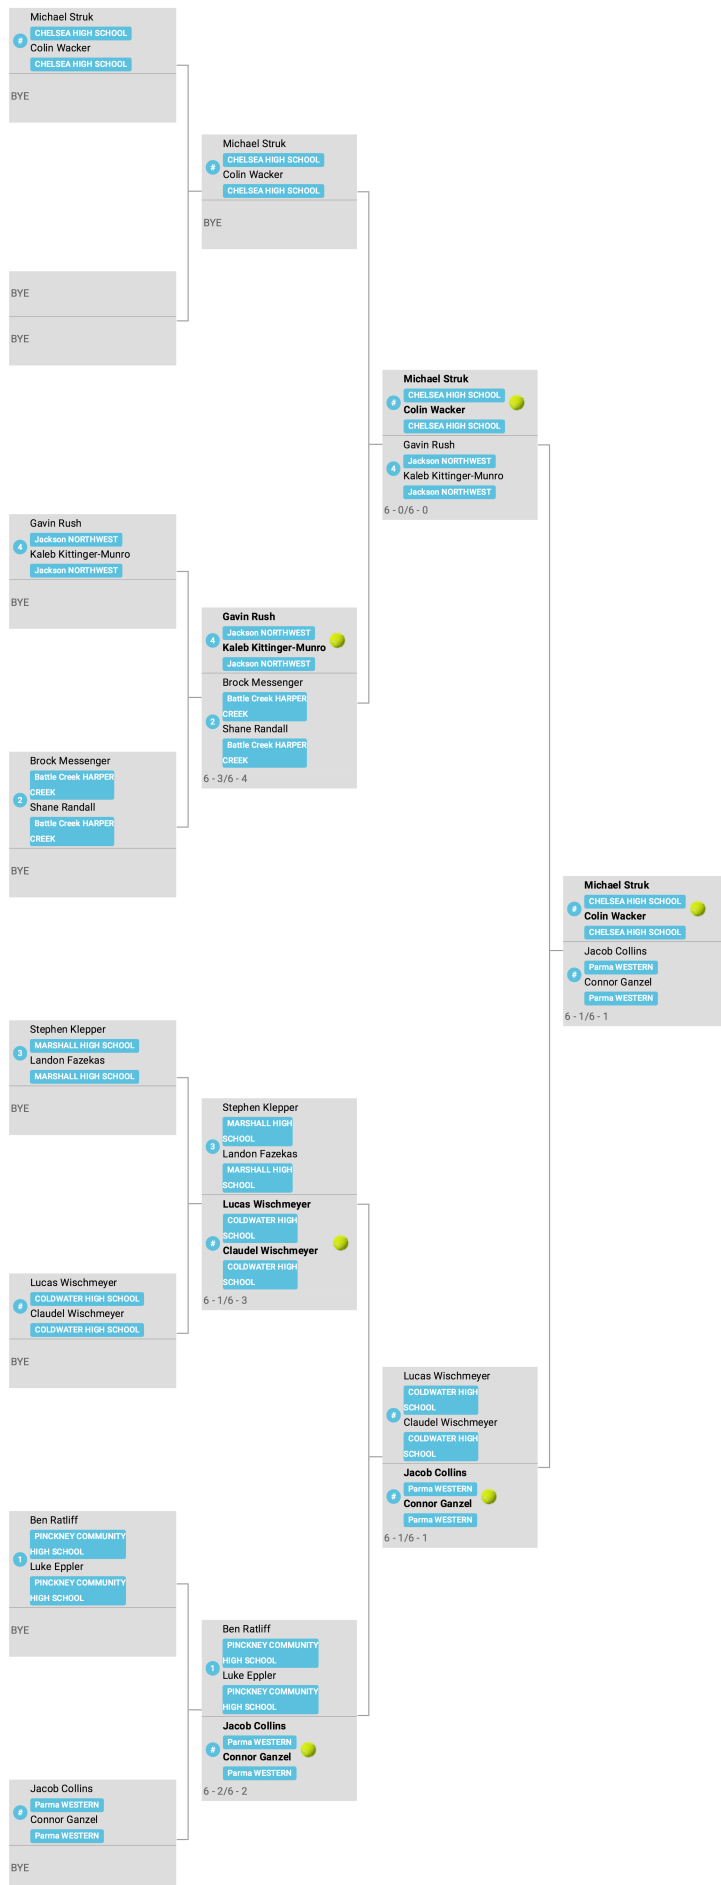 Michael Struk
#
CHELSEA HIGH SCHOOL
Colin Wacker
CHELSEA HIGH SCHOOL
BYE
BYE
BYE
Gavin Rush
4
Jackson NORTHWEST
Kaleb Kittinger-Munro
Jackson NORTHWEST
BYE
Brock Messenger
2
Battle Creek HARPER
CREEK
Shane Randall
Battle Creek HARPER
CREEK
BYE
Stephen Klepper
3
MARSHALL HIGH SCHOOL
Landon Fazekas
MARSHALL HIGH SCHOOL
BYE
Lucas Wischmeyer
#
COLDWATER HIGH SCHOOL
Claudel Wischmeyer
COLDWATER HIGH SCHOOL
BYE
Ben Ratliff
1
PINCKNEY COMMUNITY
HIGH SCHOOL
Luke Eppler
PINCKNEY COMMUNITY
HIGH SCHOOL
BYE
Jacob Collins
#
Parma WESTERN
Connor Ganzel
Parma WESTERN
BYE
Michael Struk
#
CHELSEA HIGH SCHOOL
Colin Wacker
CHELSEA HIGH SCHOOL
BYE
Gavin Rush
4
Jackson NORTHWEST
Kaleb Kittinger-Munro
Jackson NORTHWEST
Brock Messenger
2
Battle Creek HARPER
CREEK
Shane Randall
Battle Creek HARPER
CREEK
6 - 3/6 - 4
Stephen Klepper
3
MARSHALL HIGH
SCHOOL
Landon Fazekas
MARSHALL HIGH
SCHOOL
Lucas Wischmeyer
#
COLDWATER HIGH
SCHOOL
Claudel Wischmeyer
COLDWATER HIGH
SCHOOL
6 - 1/6 - 3
Ben Ratliff
1
PINCKNEY COMMUNITY
HIGH SCHOOL
Luke Eppler
PINCKNEY COMMUNITY
HIGH SCHOOL
Jacob Collins
#
Parma WESTERN
Connor Ganzel
Parma WESTERN
6 - 2/6 - 2
Michael Struk
#
CHELSEA HIGH SCHOOL
Colin Wacker
CHELSEA HIGH SCHOOL
Gavin Rush
4
Jackson NORTHWEST
Kaleb Kittinger-Munro
Jackson NORTHWEST
6 - 0/6 - 0
Lucas Wischmeyer
#
COLDWATER HIGH
SCHOOL
Claudel Wischmeyer
COLDWATER HIGH
SCHOOL
Jacob Collins
#
Parma WESTERN
Connor Ganzel
Parma WESTERN
6 - 1/6 - 1
Michael Struk
#
CHELSEA HIGH SCHOOL
Colin Wacker
CHELSEA HIGH SCHOOL
Jacob Collins
#
Parma WESTERN
Connor Ganzel
Parma WESTERN
6 - 1/6 - 1